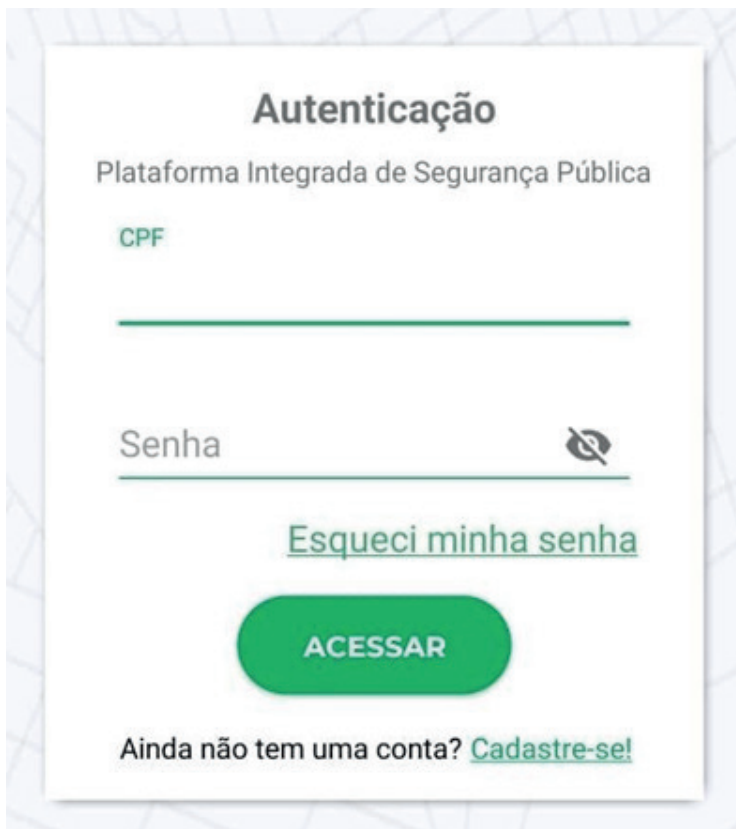 Autenticação
Plataforma Integrada de Segurança Pública
CPF
Senha
Esqueci minha senha
ACESSAR
Ainda não tem uma conta? Cadastre-se!